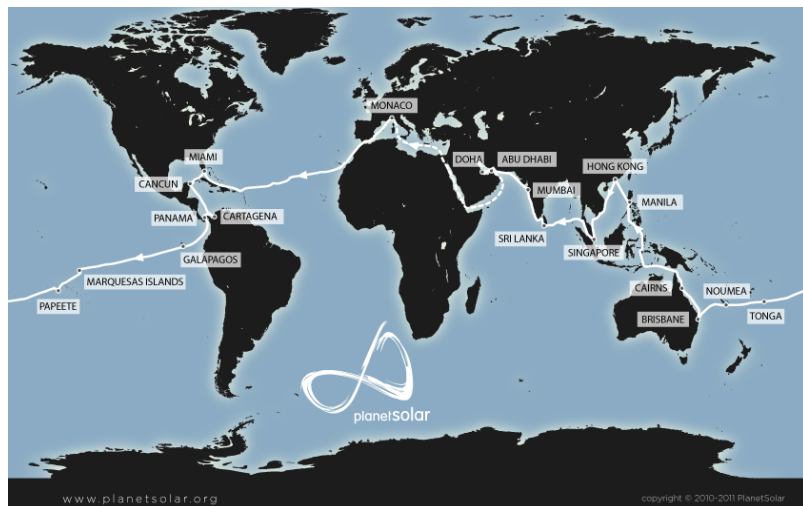 MONACO
MIAMI
DOHA
ABU DHABI
HONG KONG
CANCUN
MUMBAI
MANILA
PANAMA
CARTAGENA
SRI LANKA
SINGAPORE
GALAPAGOS
MARQUESAS ISLANDS
CAIRNS
NOUMEA
PAPEETE
BRISBANE
TONGA
planetsolar
www.planetsolar.org
copyright © 2010-2011 PlanetSolar